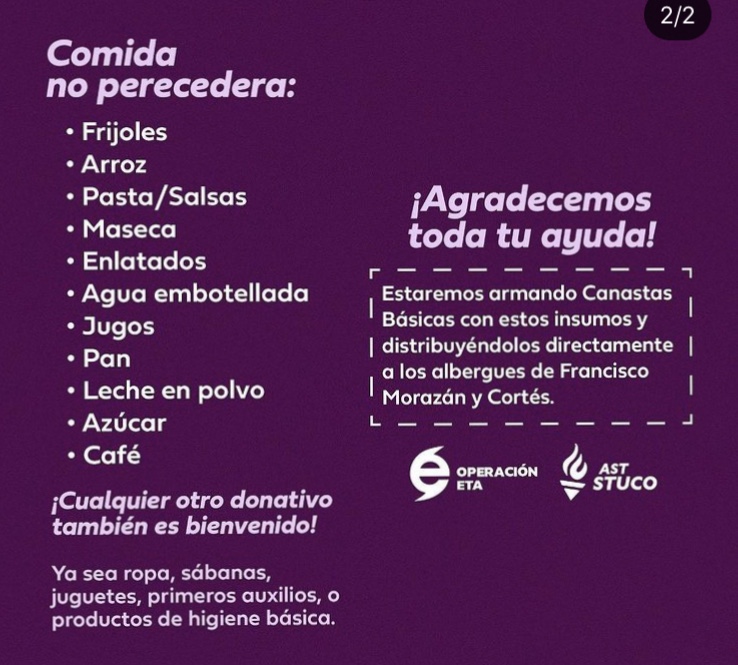 2/2
Comida
no perecedera:
• Frijoles
• Arroz
• Pasta/Salsas
• Maseca
• Enlatados
• Agua embotellada
• Jugos
• Pan
• Leche en polvo
• Azúcar
• Café
¡Cualquier otro donativo
también es bienvenido!
Ya sea ropa, sábanas,
juguetes, primeros auxilios, o
productos de higiene básica.
¡Agradecemos
toda tu ayuda!
Estaremos armando Canastas
Básicas con estos insumos y
distribuyéndolos directamente
a los albergues de Francisco
Morazán y Cortés.
e OPERACIÓN
ETA
AST
STUCO